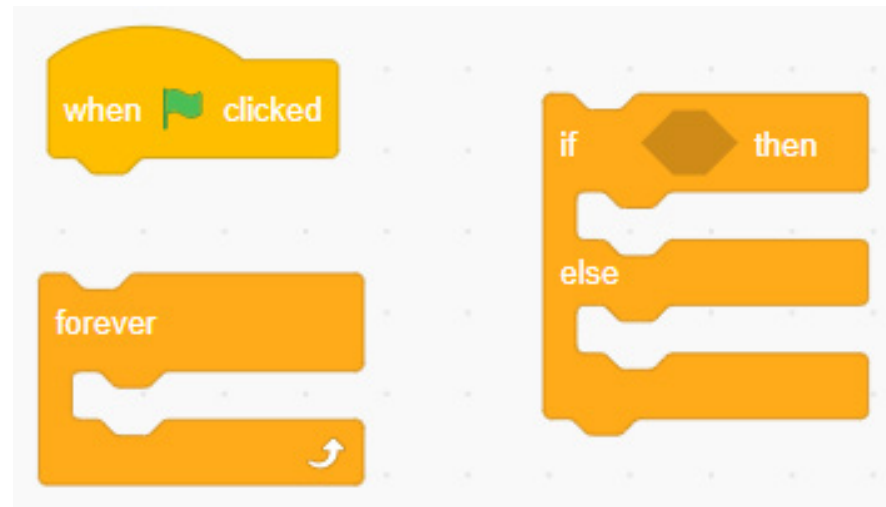 when clicked
forever
if then
else